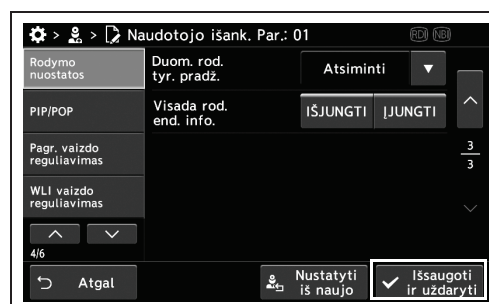 > > Naudotojo išank. Par.: 01 RDI NBI
Rodymo
nuostatos
PIP/POP
Pagr. vaizdo
reguliavimas
WLI vaizdo
reguliavimas
4/6
Duom. rod.
tyr. pradž.
Atsiminti
Visada rod.
end. info.
IŠJUNGTI ĮJUNGTI
3
3
Atgal
Nustatyti
iš naujo
Išsaugoti
ir uždaryti